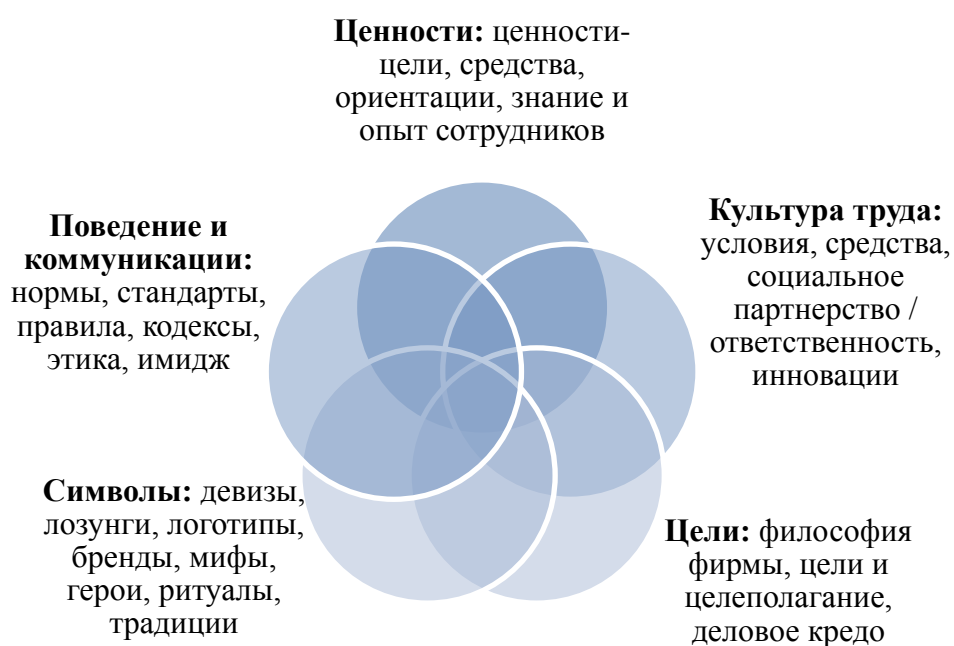 Ценности: ценности-
цели, средства,
ориентации, знание и
опыт сотрудников
Культура труда:
условия, средства,
социальное
партнерство /
ответственность,
инновации
Цели: философия
фирмы, цели и
целеполагание,
деловое кредо
Символы: девизы,
лозунги, логотипы,
бренды, мифы,
герои, ритуалы,
традиции
Поведение и
коммуникации:
нормы, стандарты,
правила, кодексы,
этика, имидж